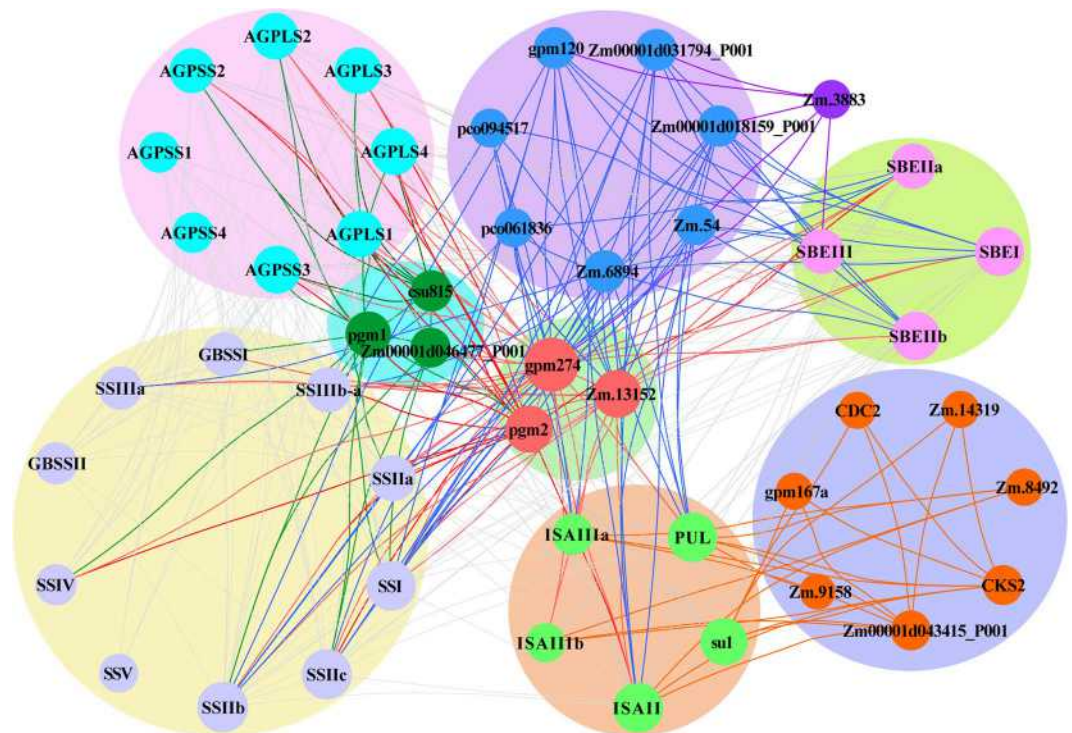 AGPLS2
AGPSS2
AGPLS3
AGPSS1
AGPLS4
AGPSS4
AGPLS1
AGPSS3
gpm120
Zm00001d031794_P001
Zm.3883
pco094517
Zm00001d018159_P001
pco061836
Zm.54
Zm.6894
SBEIIa
SBEIII
SBEI
SBEIIb
csu815
pgm1
Zm00001d046477_P001
gpm274
Zm.13152
pgm2
GBSSI
SSIIIa
SSIIIb-a
GBSSII
SSIIa
SSIV
SSI
SSV
SSIIc
SSIIb
ISAIIIa
PUL
ISAIIIb
su1
ISAII
CDC2
Zm.14319
gpm167a
Zm.8492
Zm.9158
CKS2
Zm00001d043415_P001